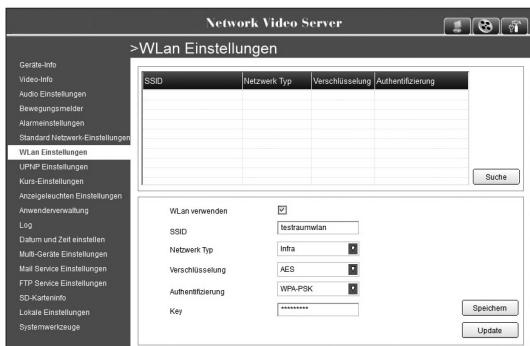 Network Video Server
>WLan Einstellungen
Geräte-Info
Video-Info
Audio Einstellungen
Bewegungsmelder
Alarmeinstellungen
Standard Netzwerk-Einstellungen
WLan Einstellungen
UPNP Einstellungen
Kurs-Einstellungen
Anzeigeleuchten Einstellungen
Anwenderverwaltung
Log
Datum und Zeit einstellen
Multi-Geräte Einstellungen
Mail Service Einstellungen
FTP Service Einstellungen
SD-Karteninfo
Lokale Einstellungen
Systemwerkzeuge
SSID Netzwerk Typ Verschlüsselung Authentifizierung
Suche
WLan verwenden
SSID testraumwlan
Netzwerk Typ Infra
Verschlüsselung AES
Authentifizierung WPA-PSK
Key *********
Speichern
Update